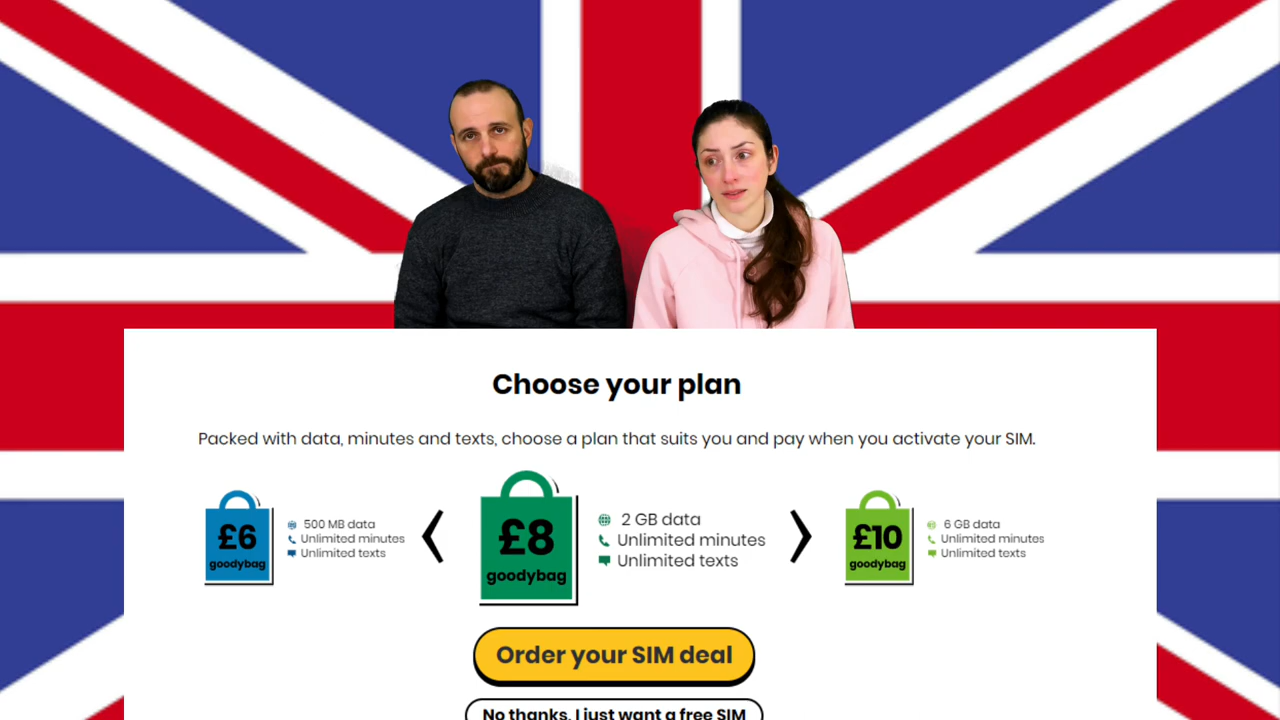 Choose your plan
Packed with data, minutes and texts, choose a plan that suits you and pay when you activate your SIM.
£6
goodybag
500 MB data
Unlimited minutes
Unlimited texts
£8
goodybag
2 GB data
Unlimited minutes
Unlimited texts
£10
goodybag
6 GB data
Unlimited minutes
Unlimited texts
Order your SIM deal
No thanks, I just want a free SIM